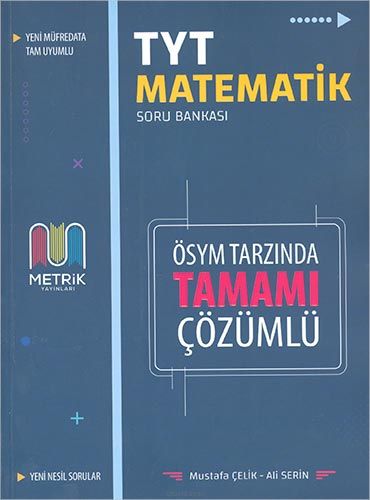 YENİ MÜFREDATA
TAM UYUMLU
TYT
MATEMATİK
SORU BANKASI
METRİK
YAYINLARI
ÖSYM TARZINDA
TAMAMI
ÇÖZÜMLÜ
YENİ NESİL SORULAR
Mustafa ÇELİK - Ali SERİN